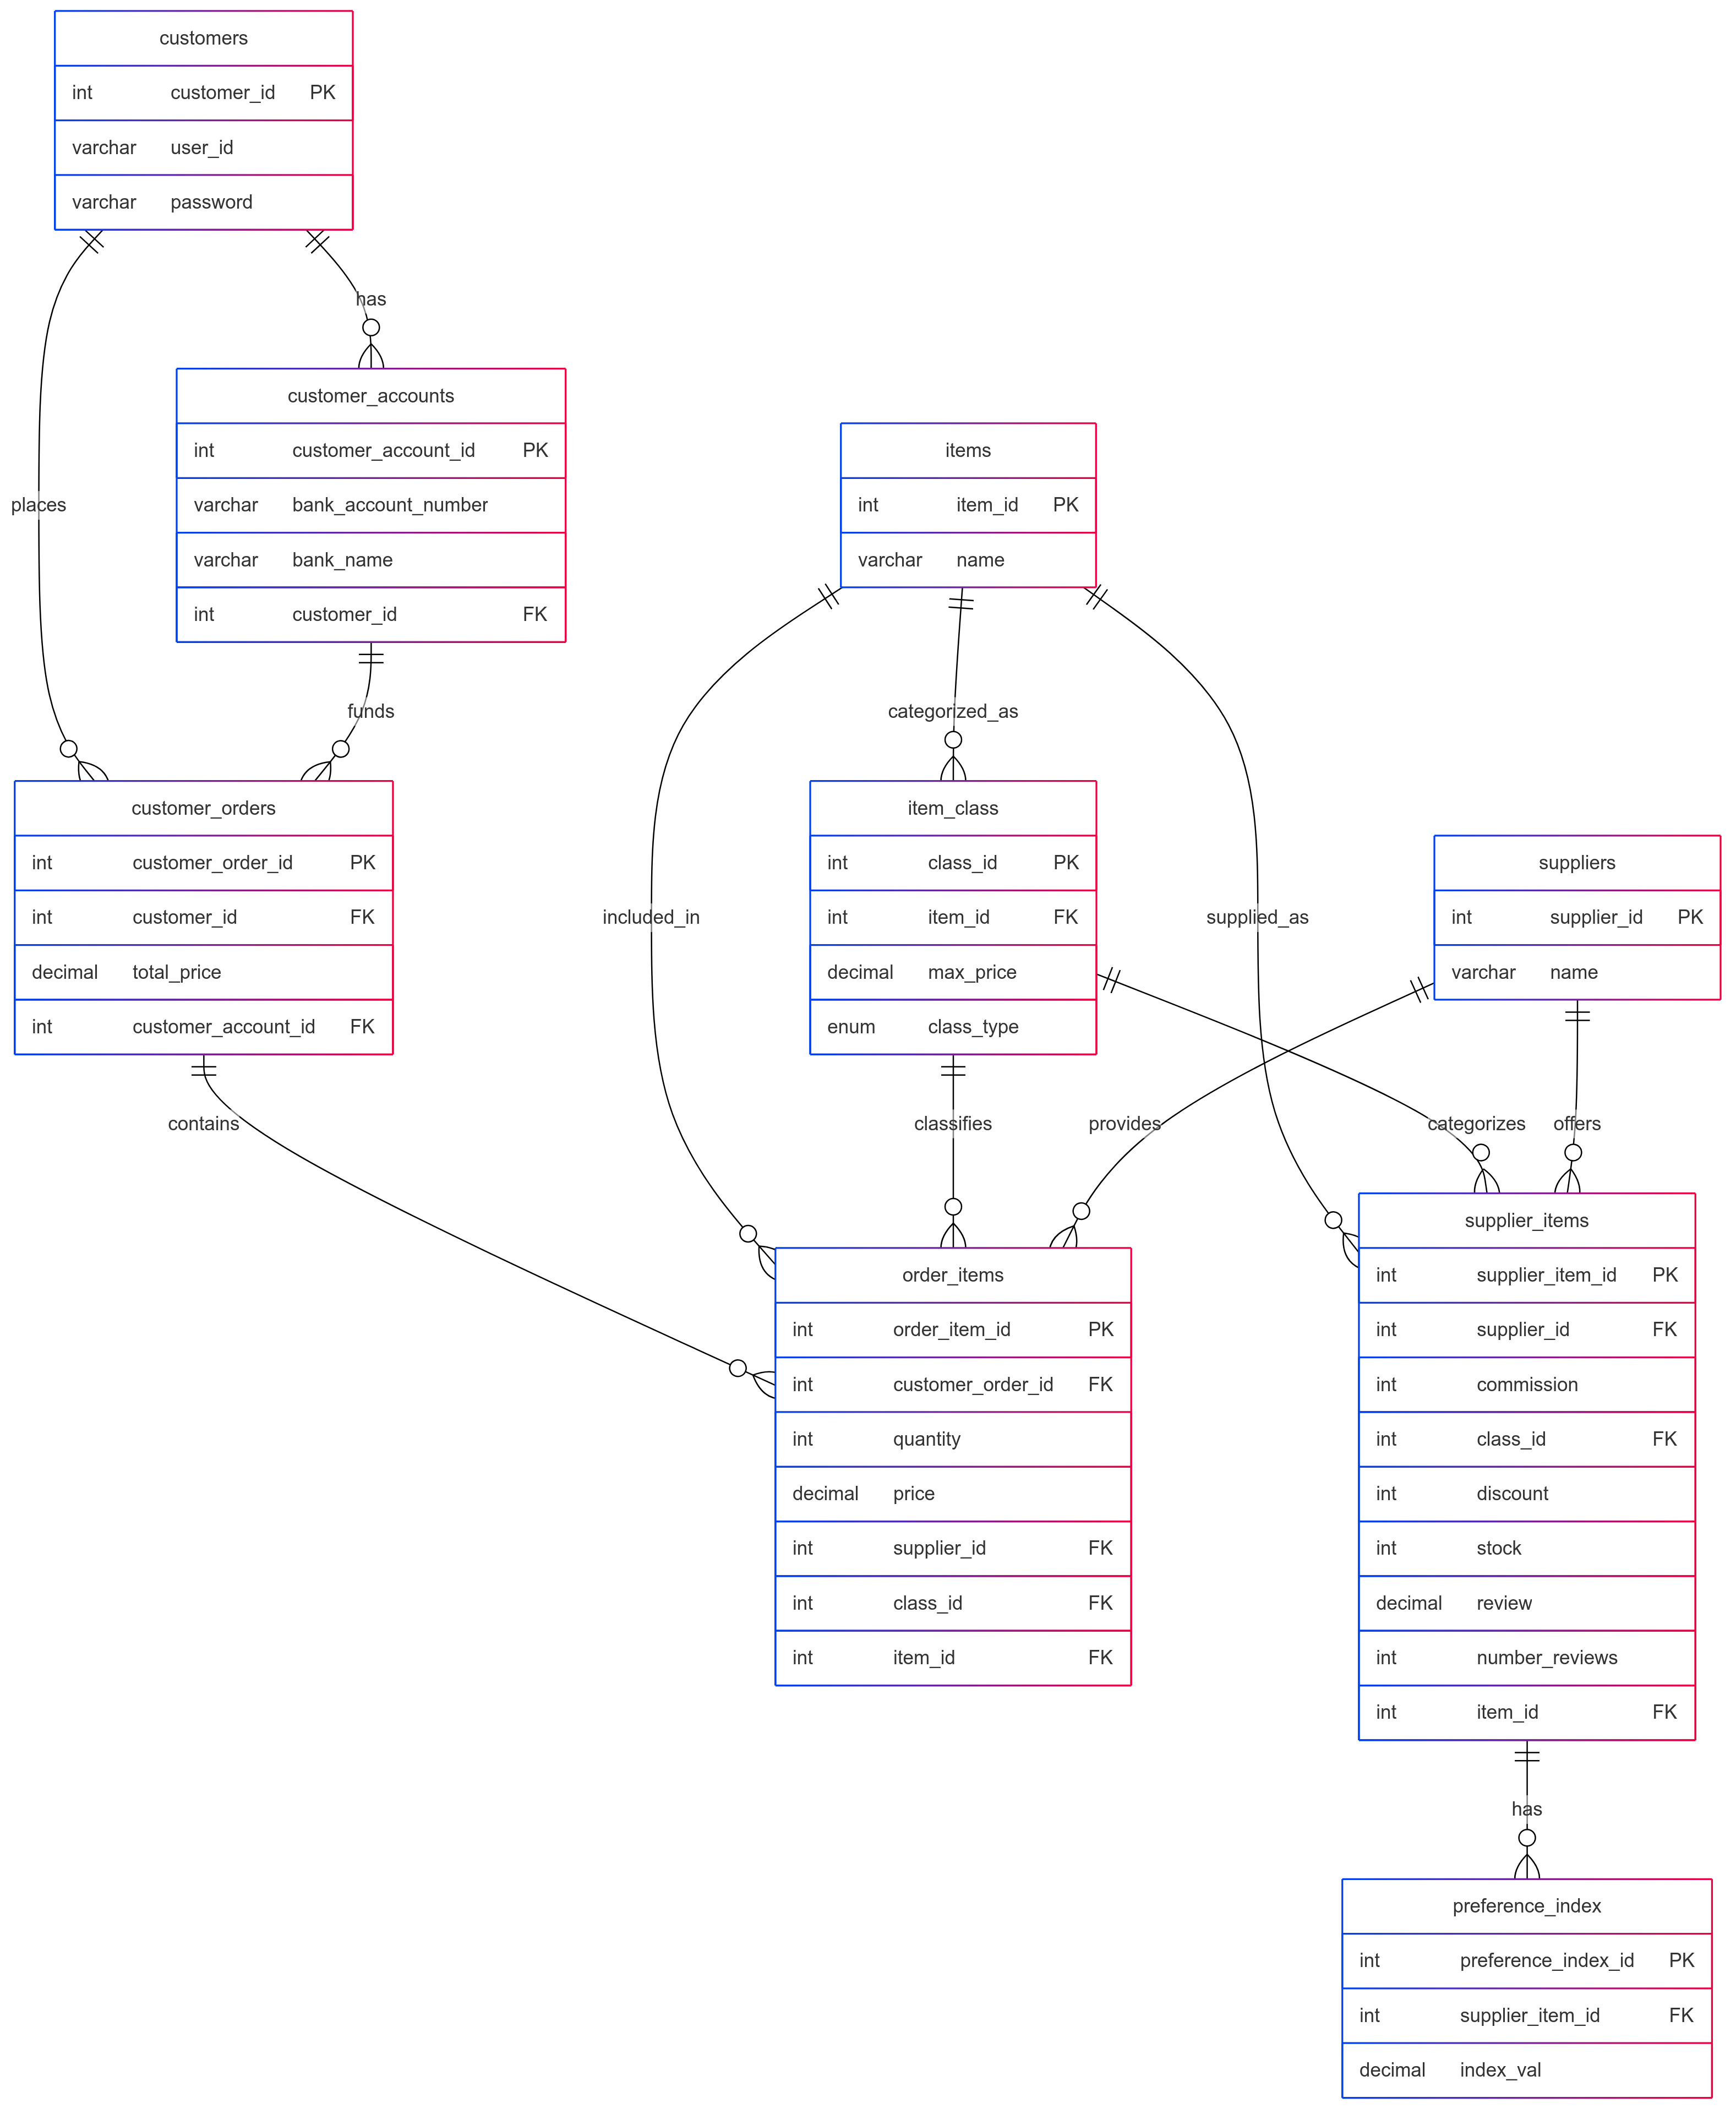 customers
int customer_id PK
varchar user_id
varchar password
has
customer_accounts
int customer_account_id PK
varchar bank_account_number
varchar bank_name
int customer_id FK
places
funds
customer_orders
int customer_order_id PK
int customer_id FK
decimal total_price
int customer_account_id FK
contains
items
int item_id PK
varchar name
categorized_as
included_in
supplied_as
item_class
int class_id PK
int item_id FK
decimal max_price
enum class_type
suppliers
int supplier_id PK
varchar name
classifies
provides
categorizes
offers
order_items
int order_item_id PK
int customer_order_id FK
int quantity
decimal price
int supplier_id FK
int class_id FK
int item_id FK
supplier_items
int supplier_item_id PK
int supplier_id FK
int commission
int class_id FK
int discount
int stock
decimal review
int number_reviews
int item_id FK
has
preference_index
int preference_index_id PK
int supplier_item_id FK
decimal index_val